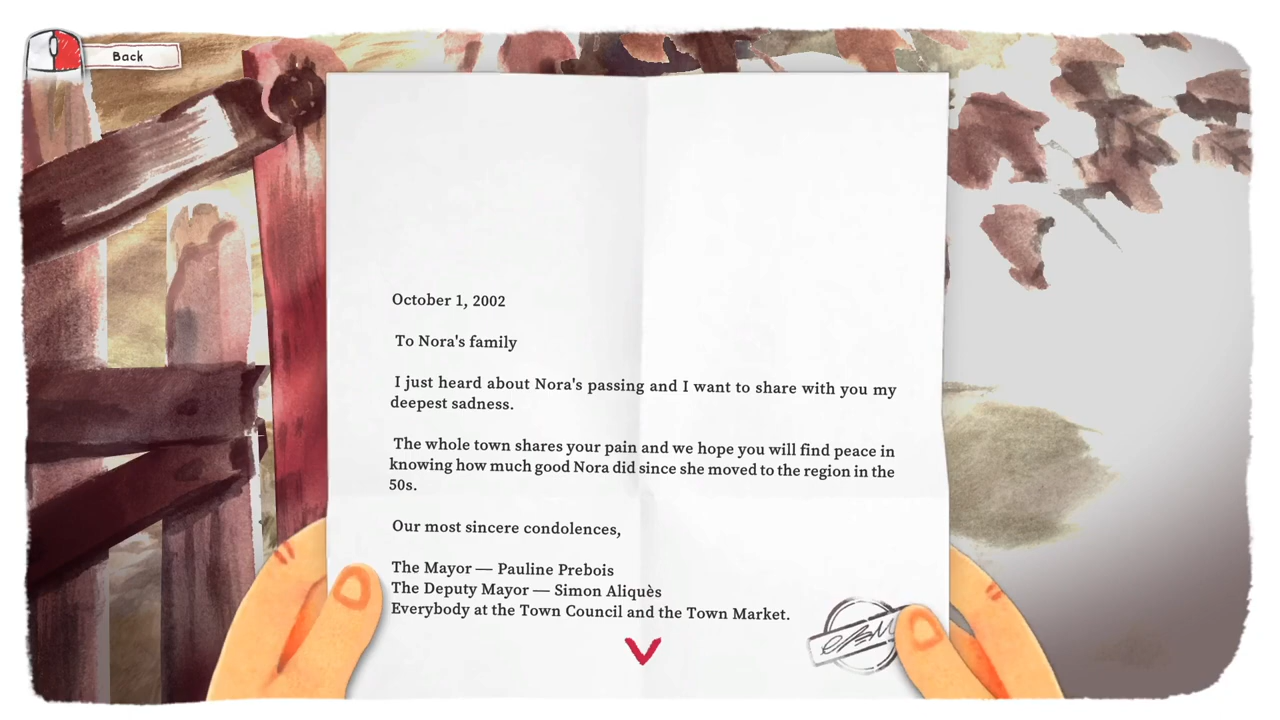 Back
October 1, 2002
To Nora's family
I just heard about Nora's passing and I want to share with you my
deepest sadness.
The whole town shares your pain and we hope you will find peace in
knowing how much good Nora did since she moved to the region in the
50s.
Our most sincere condolences,
The Mayor — Pauline Prebois
The Deputy Mayor — Simon Aliquès
Everybody at the Town Council and the Town Market.